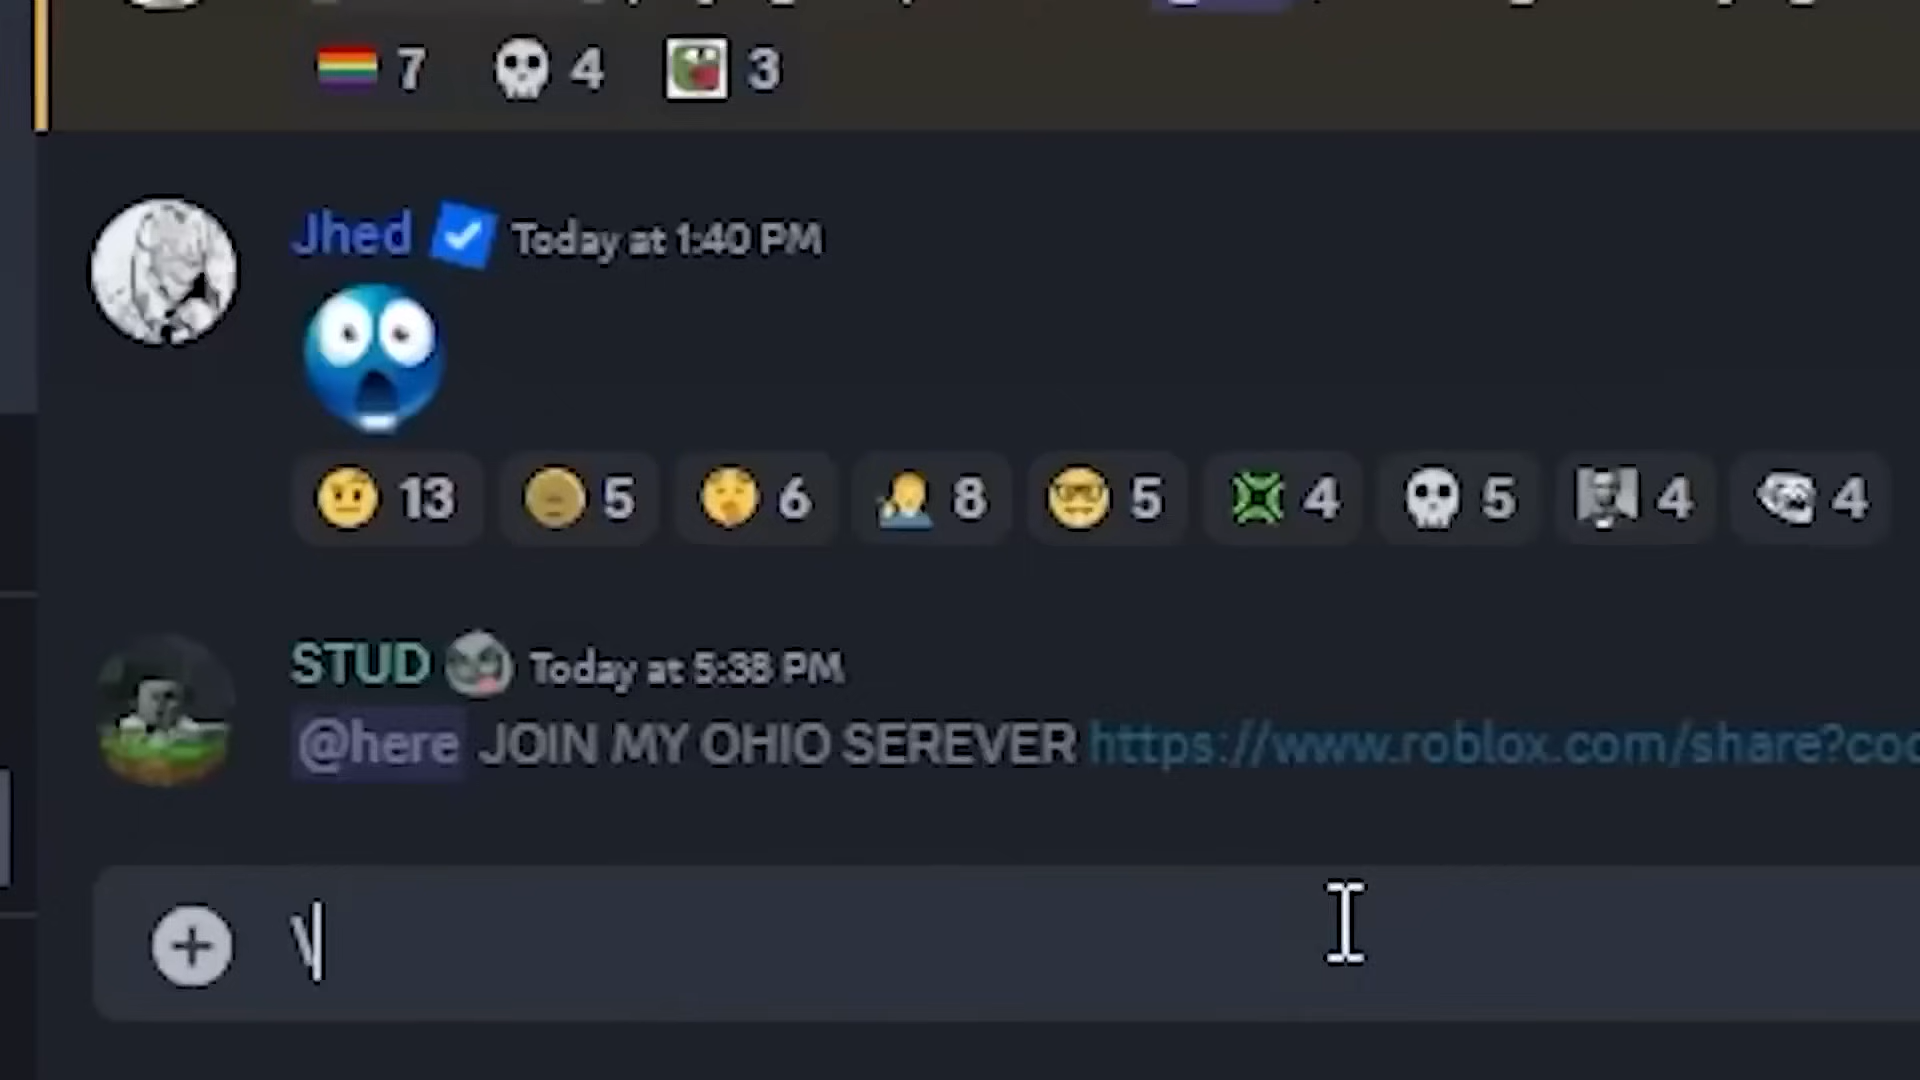 7 4 3
Jhed Today at 1:40 PM
13 5 6 8 5 4 5 4 4
STUD Today at 5:38 PM
@here JOIN MY OHIO SEREVER https://www.roblox.com/share?co
\